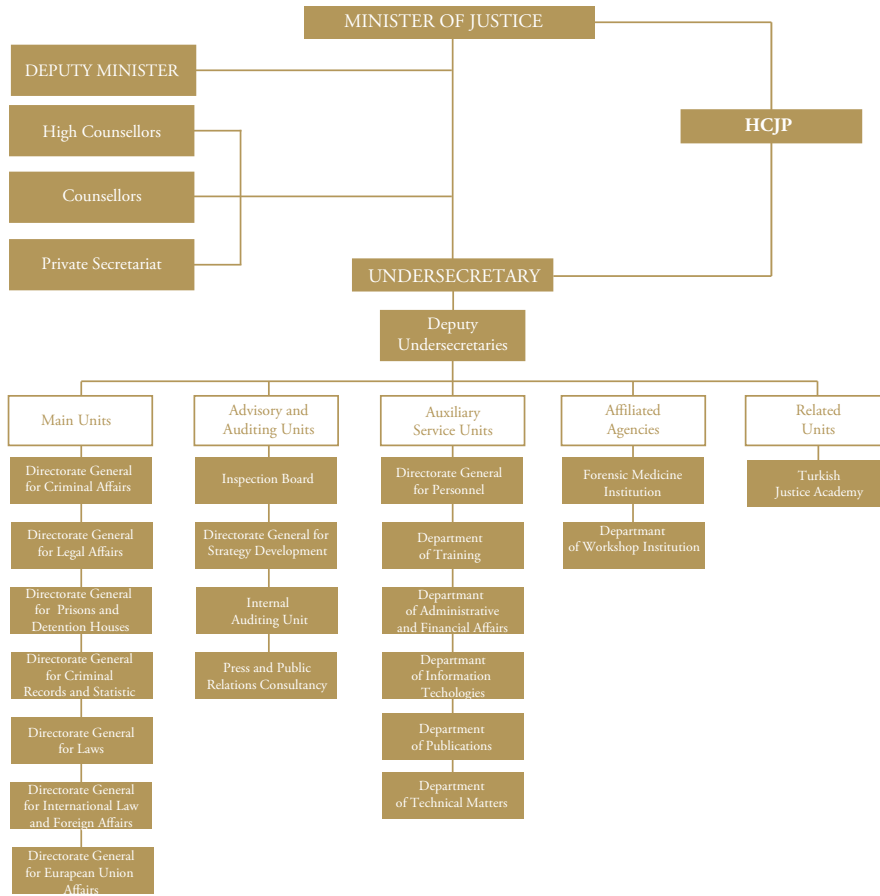 MINISTER OF JUSTICE
DEPUTY MINISTER
High Counsellors
Counsellors
Private Secretariat
HCJP
UNDERSECRETARY
Deputy
Undersecretaries
Main Units
Directorate General
for Criminal Affairs
Directorate General
for Legal Affairs
Directorate General
for Prisons and
Detention Houses
Directorate General
for Criminal
Records and Statistic
Directorate General
for Laws
Directorate General
for International Law
and Foreign Affairs
Directorate General
for Eurapean Union
Affairs
Advisory and
Auditing Units
Inspection Board
Directorate General for
Strategy Development
Internal
Auditing Unit
Press and Public
Relations Consultancy
Auxiliary
Service Units
Directorate General
for Personnel
Department
of Training
Departmant
of Administrative
and Financial Affairs
Departmant
of Information
Techologies
Department
of Publications
Department
of Technical Matters
Affiliated
Agencies
Forensic Medicine
Institution
Departmant
of Workshop Institution
Related
Units
Turkish
Justice Academy